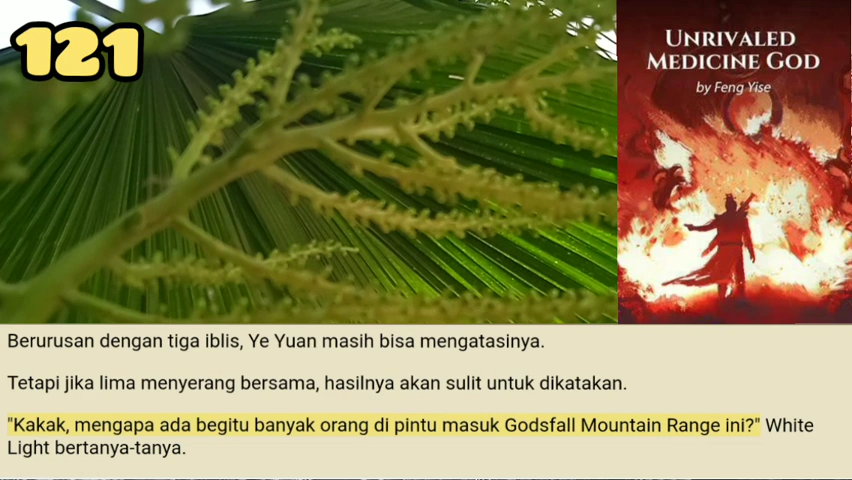 121
UNRIVALED
MEDICINE GOD
by Feng Yise
Berurusan dengan tiga iblis, Ye Yuan masih bisa mengatasinya.
Tetapi jika lima menyerang bersama, hasilnya akan sulit untuk dikatakan.
"Kakak, mengapa ada begitu banyak orang di pintu masuk Godsfall Mountain Range ini?" White
Light bertanya-tanya.